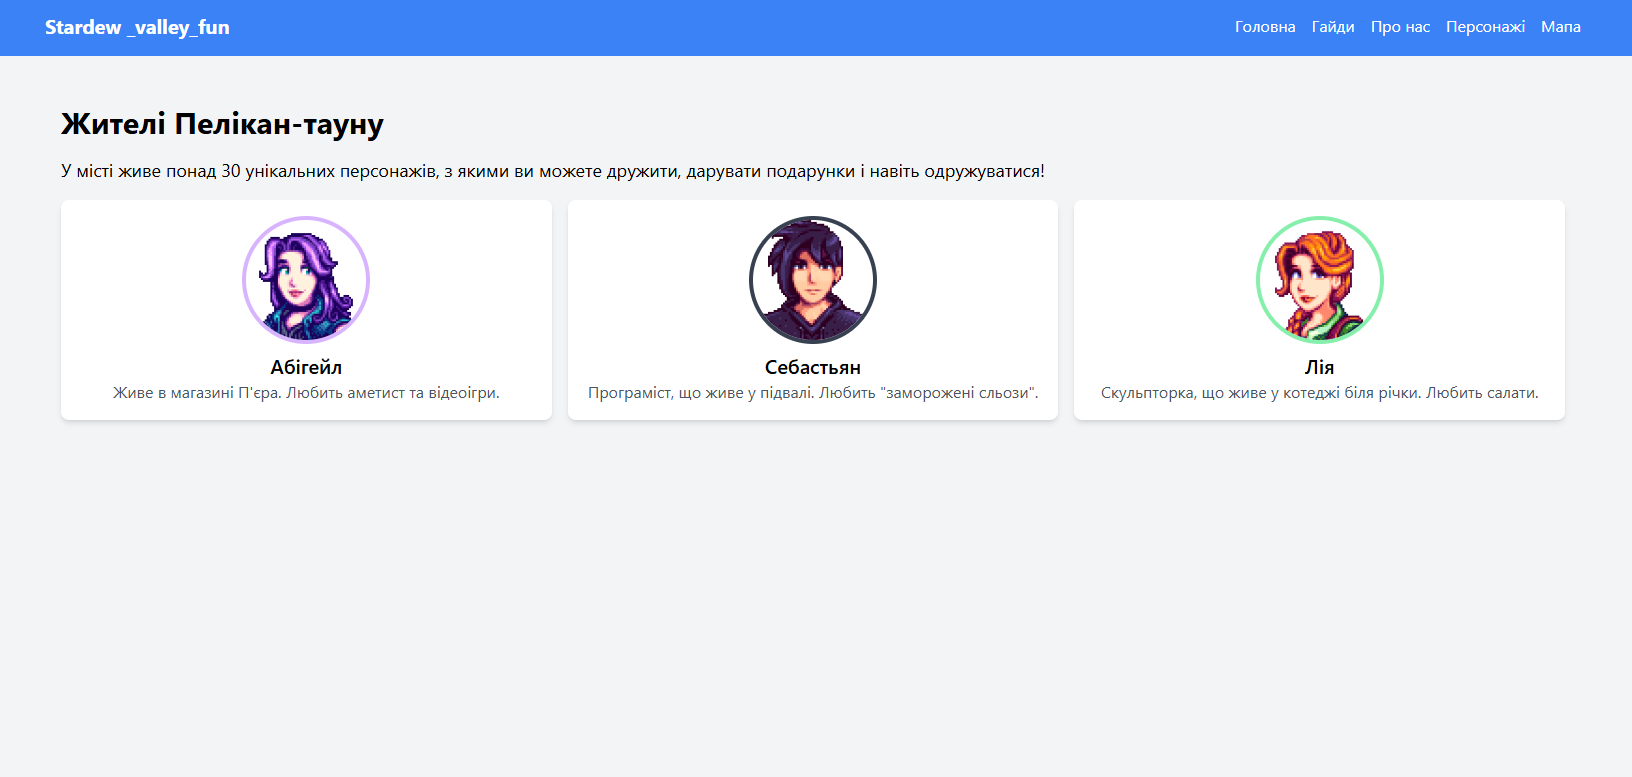 Stardew _valley_fun
Головна Гайди Про нас Персонажі Мапа
Жителі Пелікан-тауну
У місті живе понад 30 унікальних персонажів, з якими ви можете дружити, дарувати подарунки і навіть одружуватися!
Абігейл
Живе в магазині П'єра. Любить аметист та відеоігри.
Себастьян
Програміст, що живе у підвалі. Любить "заморожені сльози".
Лія
Скульпторка, що живе у котеджі біля річки. Любить салати.